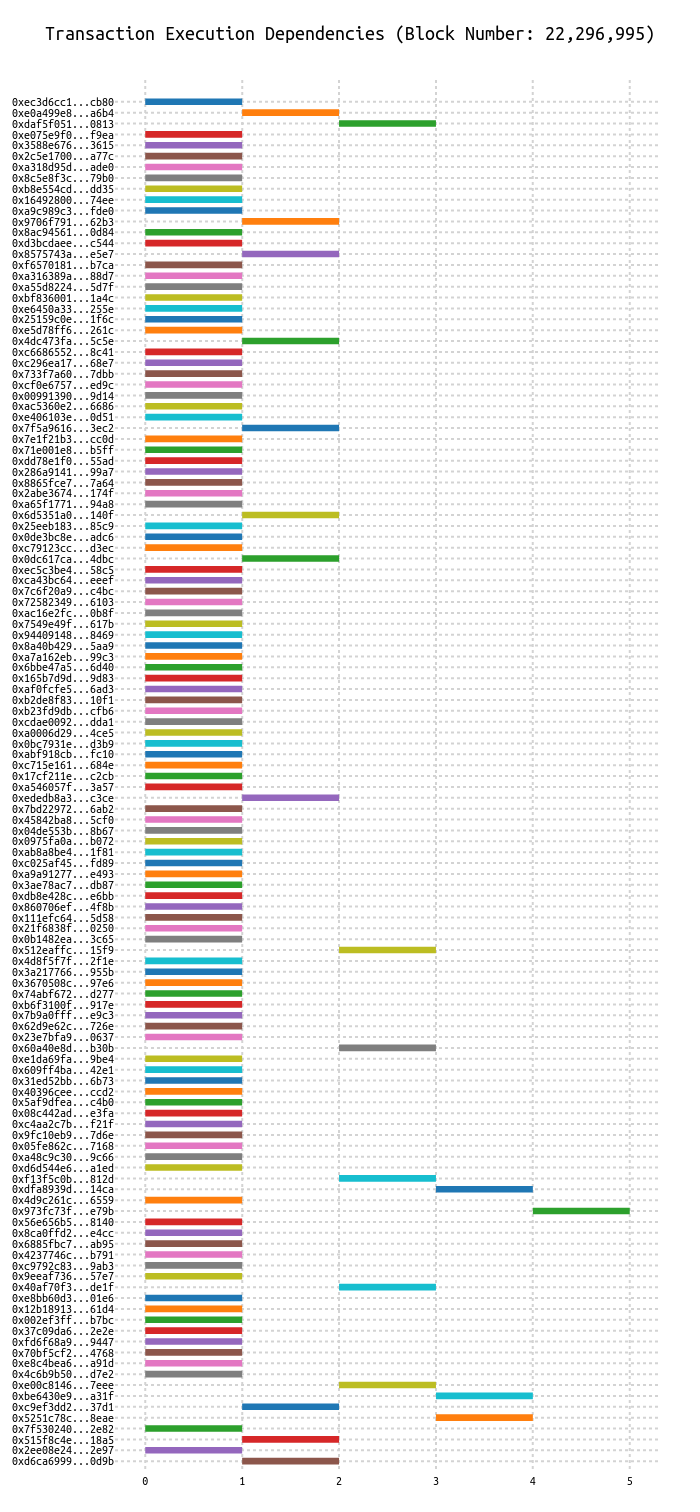 Transaction Execution Dependencies (Block Number: 22,296,995)
0xec3d6cc1...cb80
0xe0a499e8...a6b4
0xdaf5f051...0813
0xe075e9f0...f9ea
0x3588e676...3615
0x2c5e1700...a77c
0xa318d95d...ade0
0x8c5e8f3c...79b0
0xb8e554cd...dd35
0x16492800...74ee
0xa9c989c3...fde0
0x9706f791...62b3
0x8ac94561...0d84
0xd3bcdaee...c544
0x8575743a...e5e7
0xf6570181...b7ca
0xa316389a...88d7
0xa55d8224...5d7f
0xbf836001...1a4c
0xe6450a33...255e
0x25159c0e...1f6c
0xe5d78ff6...261c
0x4dc473fa...5c5e
0xc6686552...8c41
0xc296ea17...68e7
0x733f7a60...7dbb
0xcf0e6757...ed9c
0x00991390...9d14
0xac5360e2...6686
0xe406103e...0d51
0x7f5a9616...3ec2
0x7e1f21b3...cc0d
0x71e001e8...b5ff
0xdd78e1f0...55ad
0x286a9141...99a7
0x8865fce7...7a64
0x2abe3674...174f
0xa65f1771...94a8
0x6d5351a0...140f
0x25eeb183...85c9
0x0de3bc8e...adc6
0xc79123cc...d3ec
0x0dc617ca...4dbc
0xec5c3be4...58c5
0xca43bc64...eeef
0x7c6f20a9...c4bc
0x72582349...6103
0xac16e2fc...0b8f
0x7549e49f...617b
0x94409148...8469
0x8a40b429...5aa9
0xa7a162eb...99c3
0x6bbe47a5...6d40
0x165b7d9d...9d83
0xaf0fcfe5...6ad3
0xb2de8f83...10f1
0xb23fd9db...cfb6
0xcdae0092...dda1
0xa0006d29...4ce5
0x0bc7931e...d3b9
0xabf918cb...fc10
0xc715e161...684e
0x17cf211e...c2cb
0xa546057f...3a57
0xededb8a3...c3ce
0x7bd22972...6ab2
0x45842ba8...5cf0
0x04de553b...8b67
0x0975fa0a...b072
0xab8a8be4...1f81
0xc025af45...fd89
0xa9a91277...e493
0x3ae78ac7...db87
0xdb8e428c...e6bb
0x860706ef...4f8b
0x111efc64...5d58
0x21f6838f...0250
0x0b1482ea...3c65
0x512eaffc...15f9
0x4d8f5f7f...2f1e
0x3a217766...955b
0x3670508c...97e6
0x74abf672...d277
0xb6f3100f...917e
0x7b9a0fff...e9c3
0x62d9e62c...726e
0x23e7bfa9...0637
0x60a40e8d...b30b
0xe1da69fa...9be4
0x609ff4ba...42e1
0x31ed52bb...6b73
0x40396cee...ccd2
0x5af9dfea...c4b0
0x08c442ad...e3fa
0xc4aa2c7b...f21f
0x9fc10eb9...7d6e
0x05fe862c...7168
0xa48c9c30...9c66
0xd6d544e6...a1ed
0xf13f5c0b...812d
0xdfa8939d...14ca
0x4d9c261c...6559
0x973fc73f...e79b
0x56e656b5...8140
0x8ca0ffd2...e4cc
0x6885fbc7...ab95
0x4237746c...b791
0xc9792c83...9ab3
0x9eeaf736...57e7
0x40af70f3...de1f
0xe8bb60d3...01e6
0x12b18913...61d4
0x002ef3ff...b7bc
0x37c09da6...2e2e
0xfd6f68a9...9447
0x70bf5cf2...4768
0xe8c4bea6...a91d
0x4c6b9b50...d7e2
0xe00c8146...7eee
0xbe6430e9...a31f
0xc9ef3dd2...37d1
0x5251c78c...8eae
0x7f530240...2e82
0x515f8c4e...18a5
0x2ee08e24...2e97
0xd6ca6999...0d9b
0 1 2 3 4 5